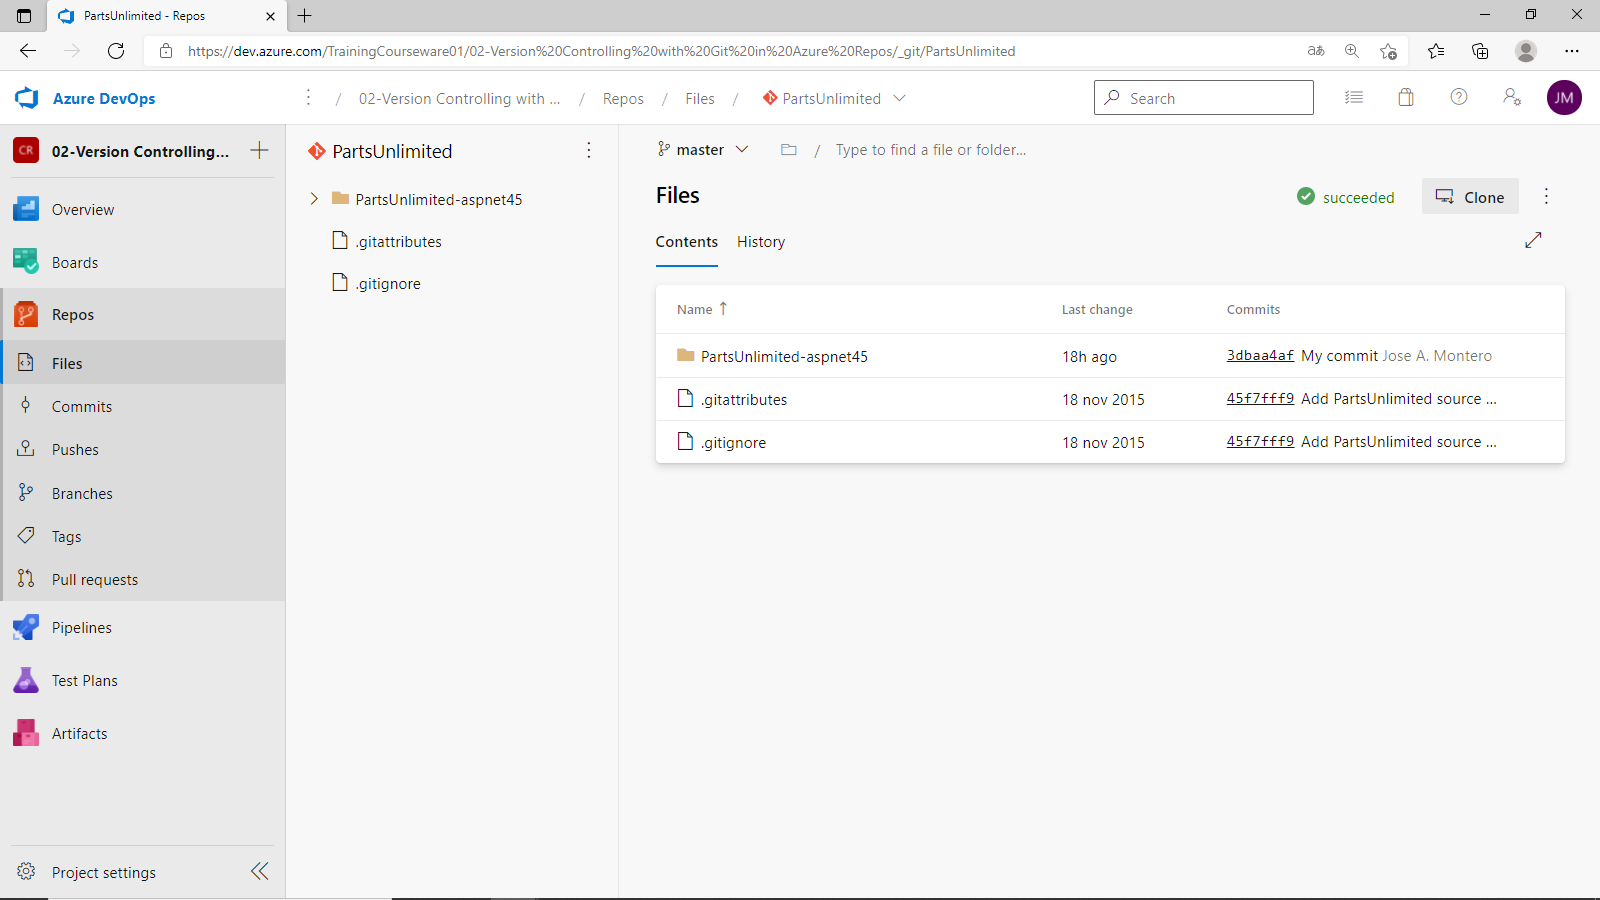 PartsUnlimited - Repos
https://dev.azure.com/TrainingCourseware01/02-Version%20Controlling%20with%20Git%20in%20Azure%20Repos/_git/PartsUnlimited
aあ
Azure DevOps
/ 02-Version Controlling with ... / Repos / Files / PartsUnlimited
Search
JM
CR 02-Version Controlling...
Overview
Boards
Repos
Files
Commits
Pushes
Branches
Tags
Pull requests
Pipelines
Test Plans
Artifacts
Project settings
PartsUnlimited
PartsUnlimited-aspnet45
.gitattributes
.gitignore
master / Type to find a file or folder...
Files
succeeded
Clone
Contents History
Name Last change Commits
PartsUnlimited-aspnet45 18h ago 3dbaa4af My commit Jose A. Montero
.gitattributes 18 nov 2015 45f7fff9 Add PartsUnlimited source ...
.gitignore 18 nov 2015 45f7fff9 Add PartsUnlimited source ...